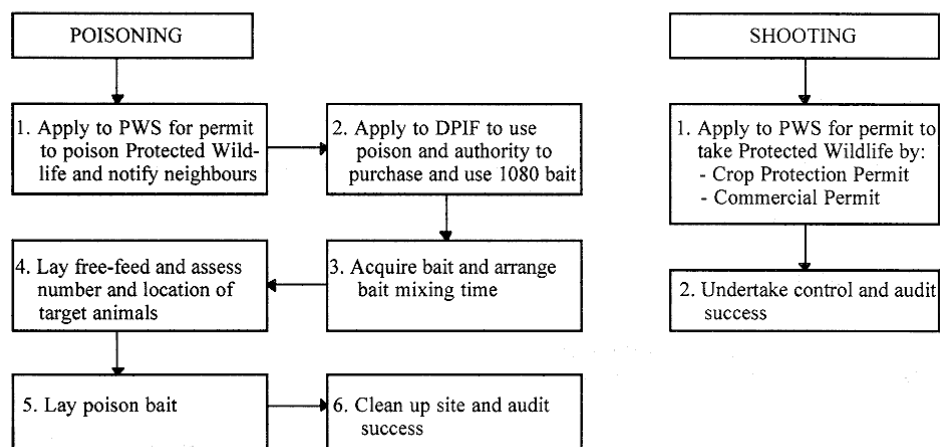 POISONING
1. Apply to PWS for permit
to poison Protected Wild-
life and notify neighbours
2. Apply to DPIF to use
poison and authority to
purchase and use 1080 bait
3. Acquire bait and arrange
bait mixing time
4. Lay free-feed and assess
number and location of
target animals
5. Lay poison bait
6. Clean up site and audit
success
SHOOTING
1. Apply to PWS for permit to
take Protected Wildlife by:
- Crop Protection Permit
- Commercial Permit
2. Undertake control and audit
success